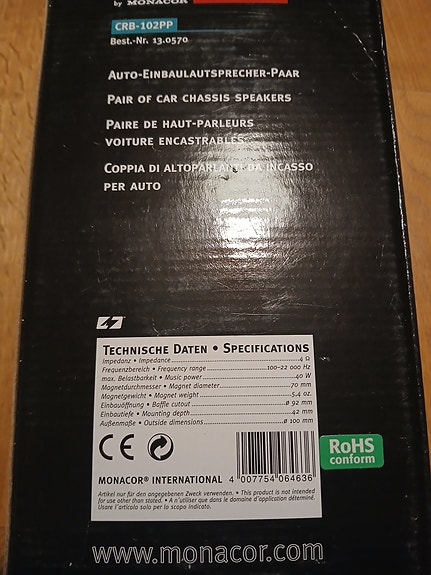 by MONACOR
CRB-102PP
Best.-Nr. 13.0570
Auto-Einbaulautsprecher-Paar
Pair of car chassis speakers
Paire de haut-parleurs
voiture encastrables
Coppia di altoparlanti da incasso
per auto
Technische Daten • Specifications
Impedanz • Impedance 4 Ω
Frequenzbereich • Frequency range 100–22 000 Hz
max. Belastbarkeit • Music power 40 W
Magnetdurchmesser • Magnet diameter 70 mm
Magnetgewicht • Magnet weight 5,4 oz.
Einbauöffnung • Baffle cutout ø 92 mm
Einbautiefe • Mounting depth 42 mm
Außenmaße • Outside dimensions ø 100 mm
CE
RoHS
conform
MONACOR® INTERNATIONAL 4 007754 064636
Artikel nur für den angegebenen Zweck verwenden. • This product is not intended
for use other than stated. • A n'utiliser que dans le domaine d'application déterminé.
Usare l'articolo solo per lo scopo indicato.
www.monacor.com